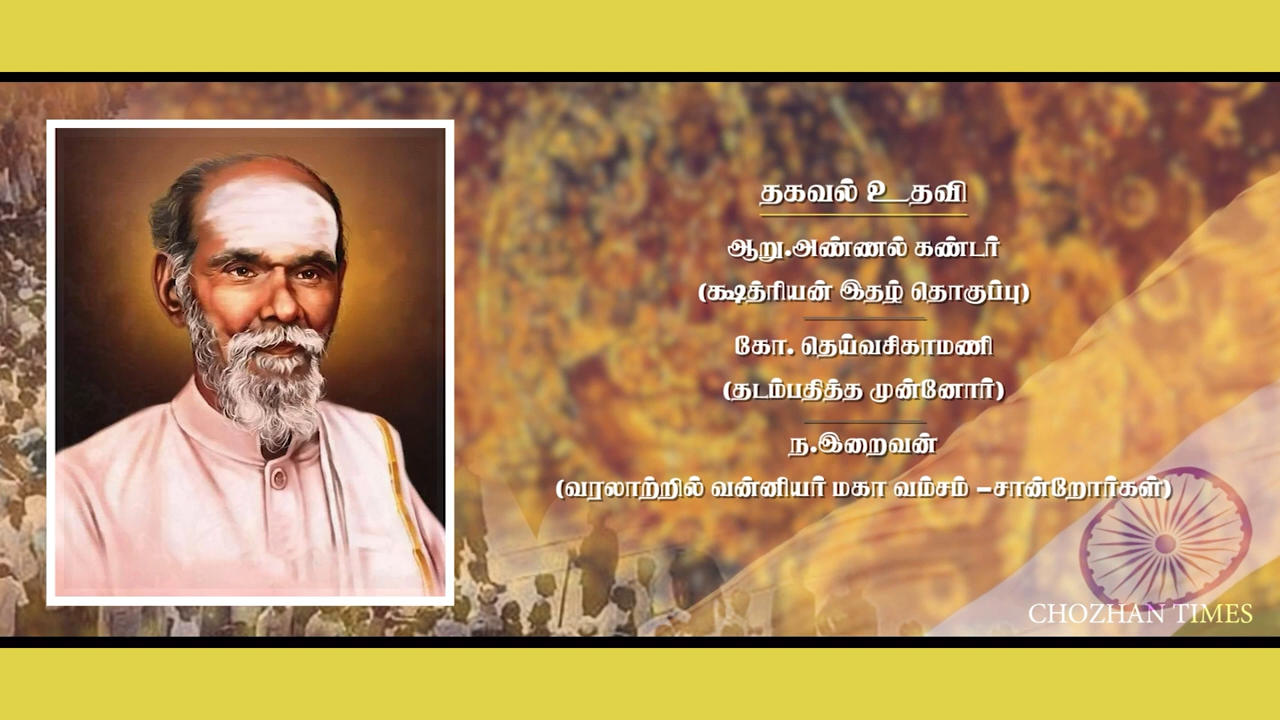 தகவல் உதவி
ஆறு.அண்ணல் கண்டர்
(க்ஷத்ரியன் இதழ் தொகுப்பு)
கோ. தெய்வசிகாமணி
(தடம்பதித்த முன்னோர்)
ந.இறைவன்
(வரலாற்றில் வன்னியர் மகா வம்சம் –சான்றோர்கள்)
CHOZHAN TIMES